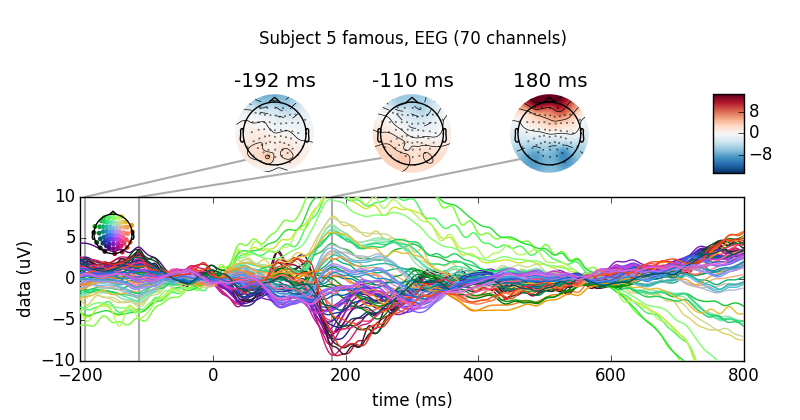 Subject 5 famous, EEG (70 channels)
-192 ms
-110 ms
180 ms
8
0
−8
10
5
0
−5
−10
data (uV)
−200
0
200
400
600
800
time (ms)